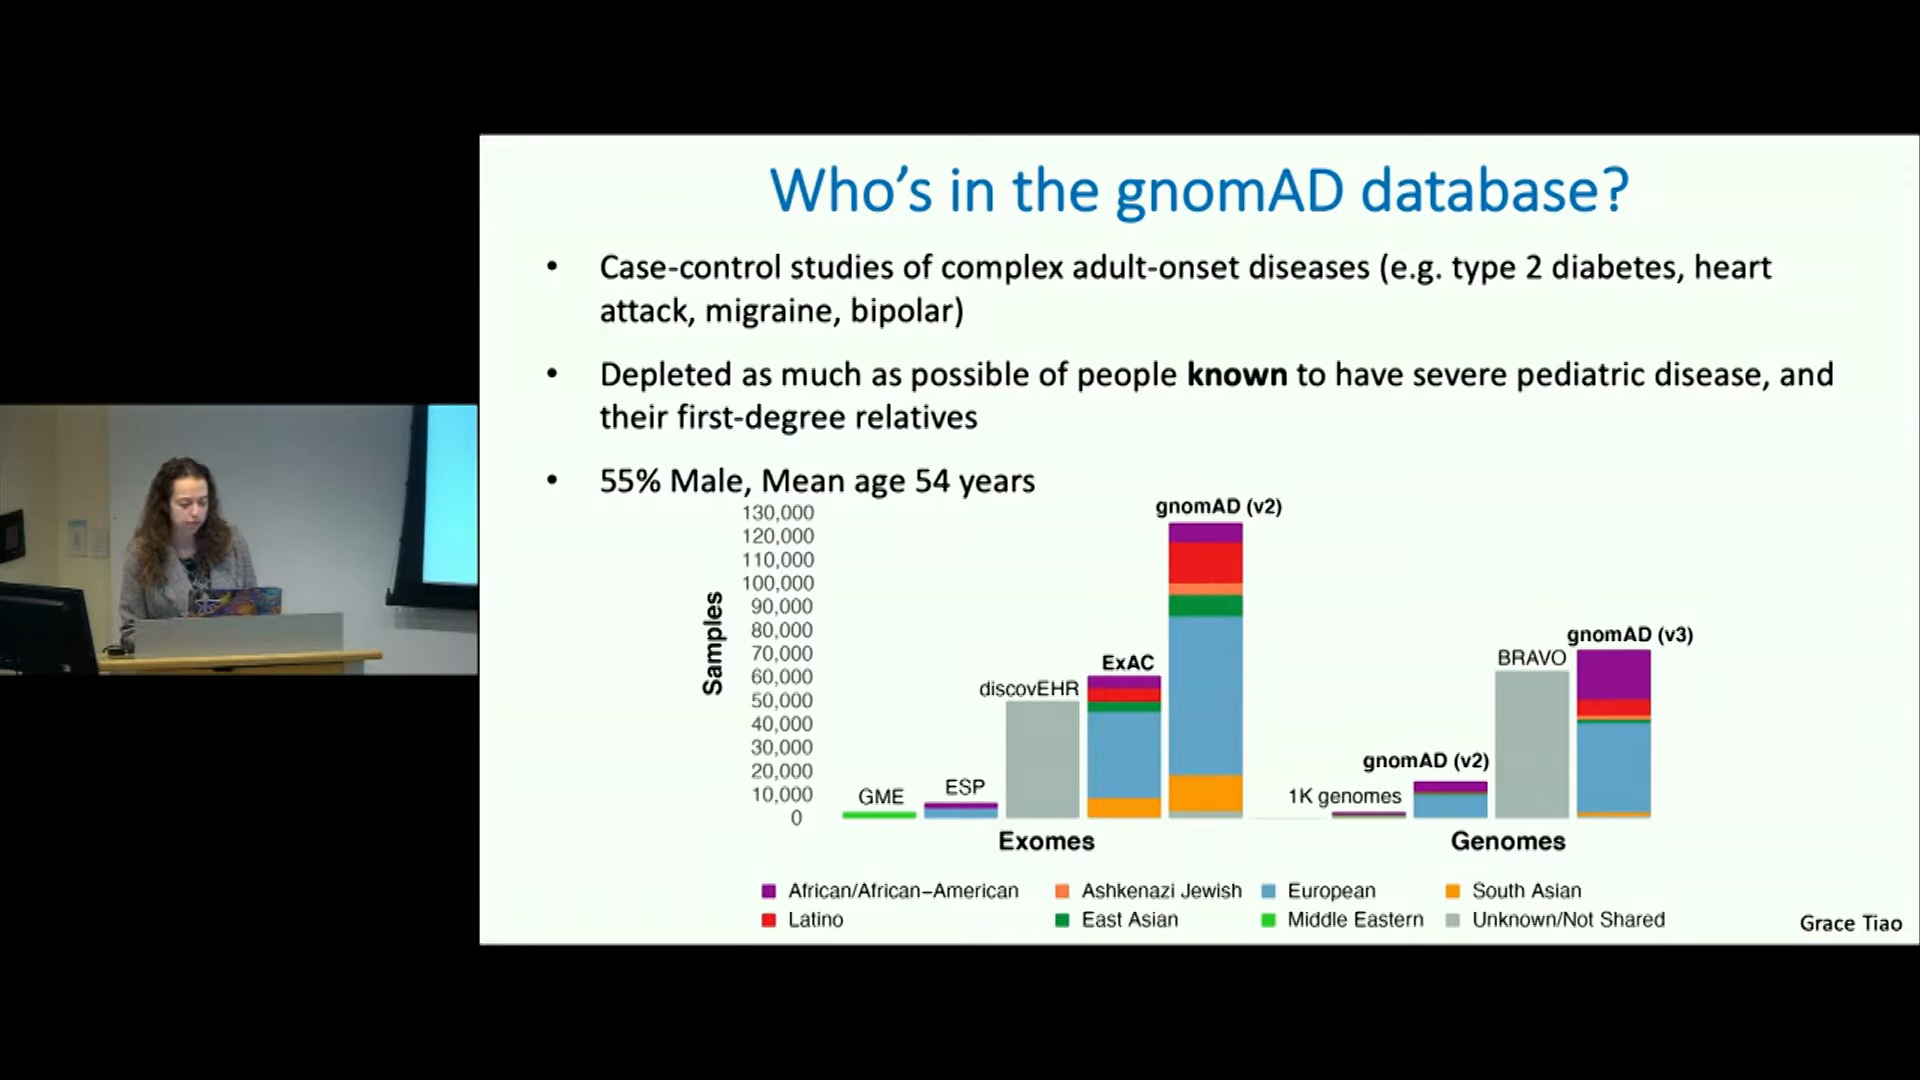 Who's in the gnomAD database?
• Case-control studies of complex adult-onset diseases (e.g. type 2 diabetes, heart
attack, migraine, bipolar)
• Depleted as much as possible of people known to have severe pediatric disease, and
their first-degree relatives
• 55% Male, Mean age 54 years
Samples
130,000
120,000
110,000
100,000
90,000
80,000
70,000
60,000
50,000
40,000
30,000
20,000
10,000
0
GME
ESP
discovEHR
ExAC
gnomAD (v2)
1K genomes
gnomAD (v2)
BRAVO
gnomAD (v3)
Exomes
Genomes
African/African−American
Ashkenazi Jewish
European
South Asian
Latino
East Asian
Middle Eastern
Unknown/Not Shared
Grace Tiao